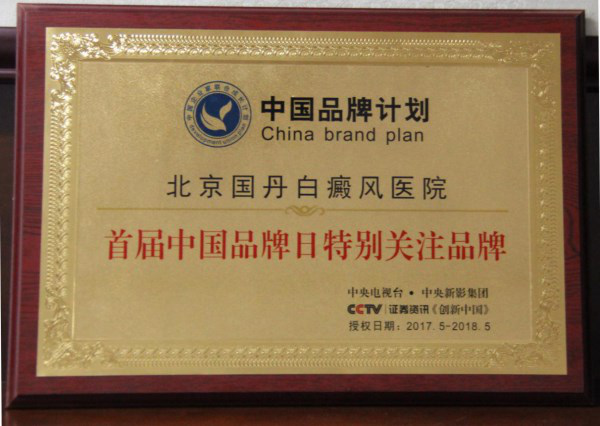 中国品牌计划
China brand plan
北京国丹白癜风医院
首届中国品牌日特别关注品牌
中央电视台·中央新影集团
CCTV 证券资讯《创新中国》
授权日期：2017.5-2018.5